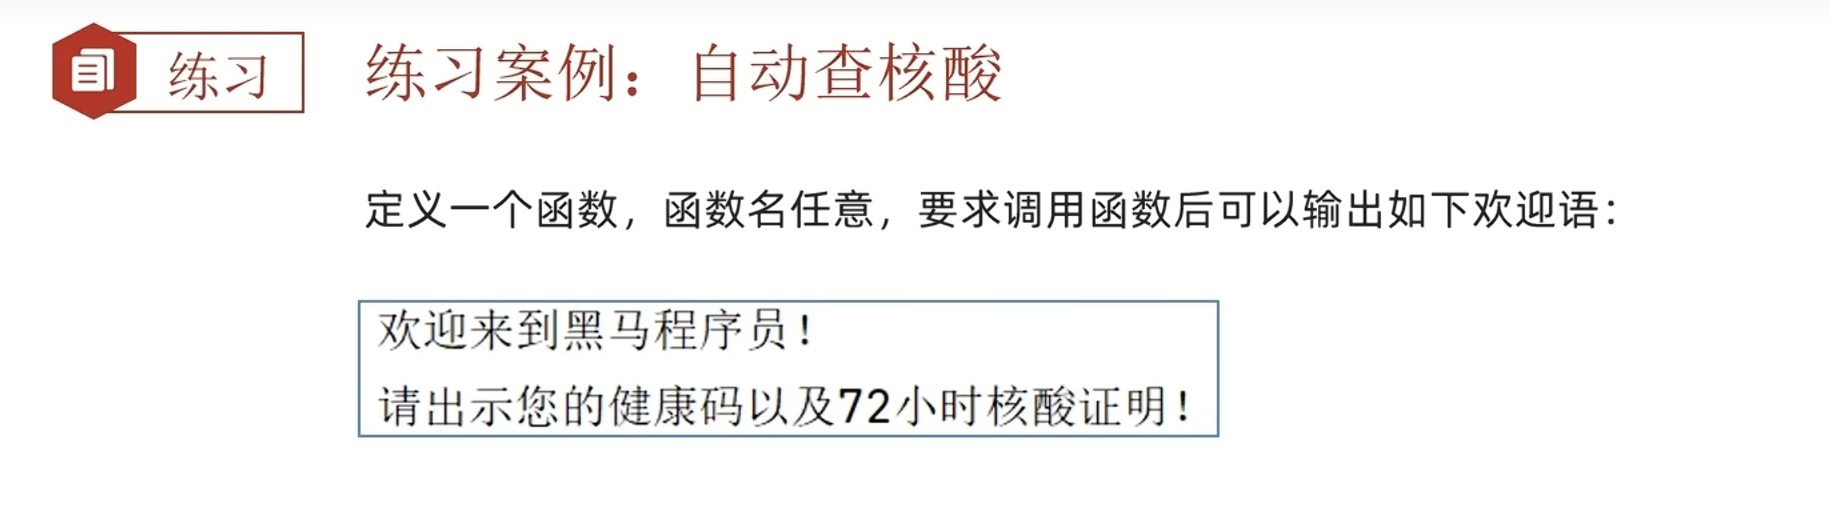 练习
练习案例：自动查核酸
定义一个函数，函数名任意，要求调用函数后可以输出如下欢迎语：
欢迎来到黑马程序员！
请出示您的健康码以及72小时核酸证明！